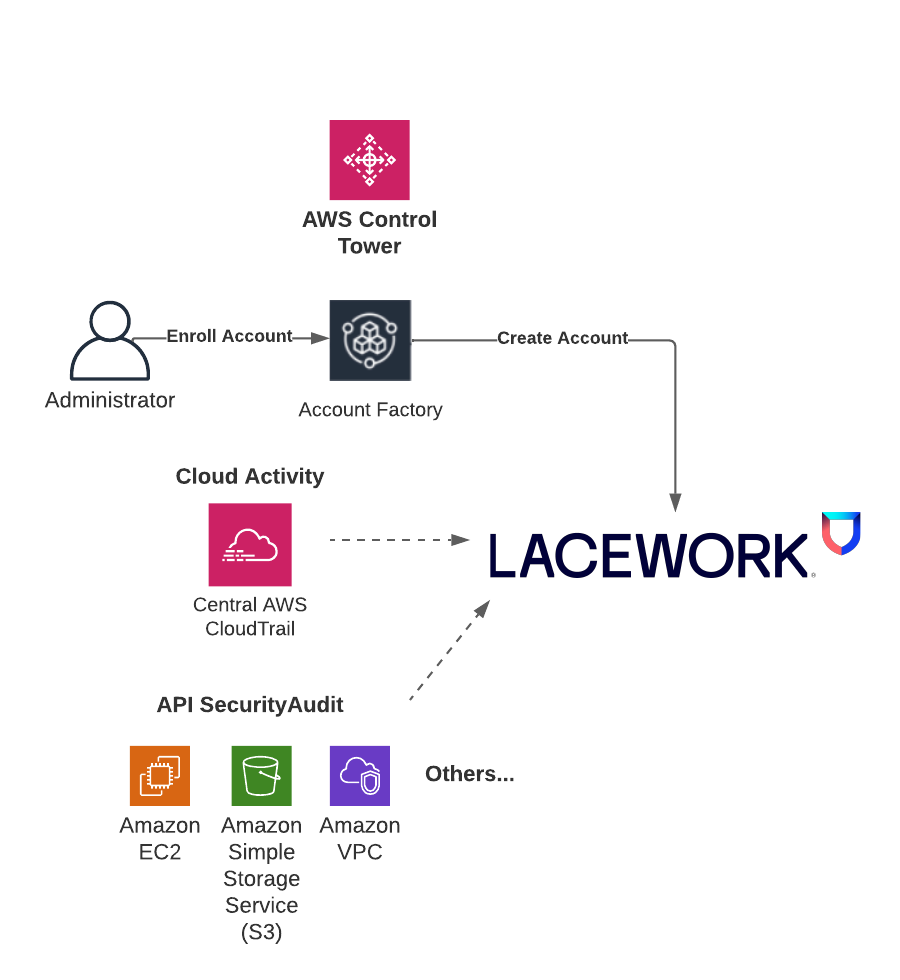 AWS Control
Tower
Enroll Account
Create Account
Administrator
Account Factory
Cloud Activity
Central AWS
CloudTrail
LACEWORK®
API SecurityAudit
Others...
Amazon
EC2
Amazon
Simple
Storage
Service
(S3)
Amazon
VPC